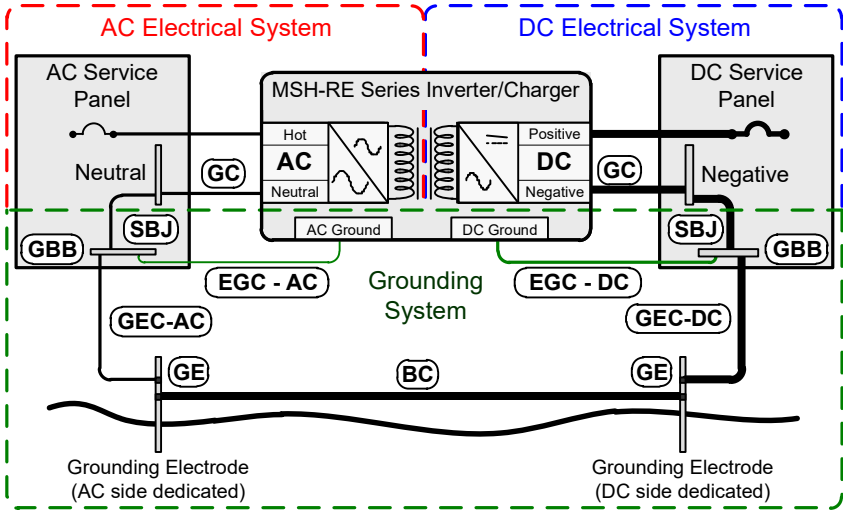 AC Electrical System
DC Electrical System
AC Service
Panel
MSH-RE Series Inverter/Charger
DC Service
Panel
Hot
AC
Neutral
Positive
DC
Negative
Neutral
GC
GC
Negative
AC Ground
DC Ground
SBJ
SBJ
GBB
GBB
EGC - AC
Grounding
System
EGC - DC
GEC-AC
GEC-DC
GE
BC
GE
Grounding Electrode
(AC side dedicated)
Grounding Electrode
(DC side dedicated)